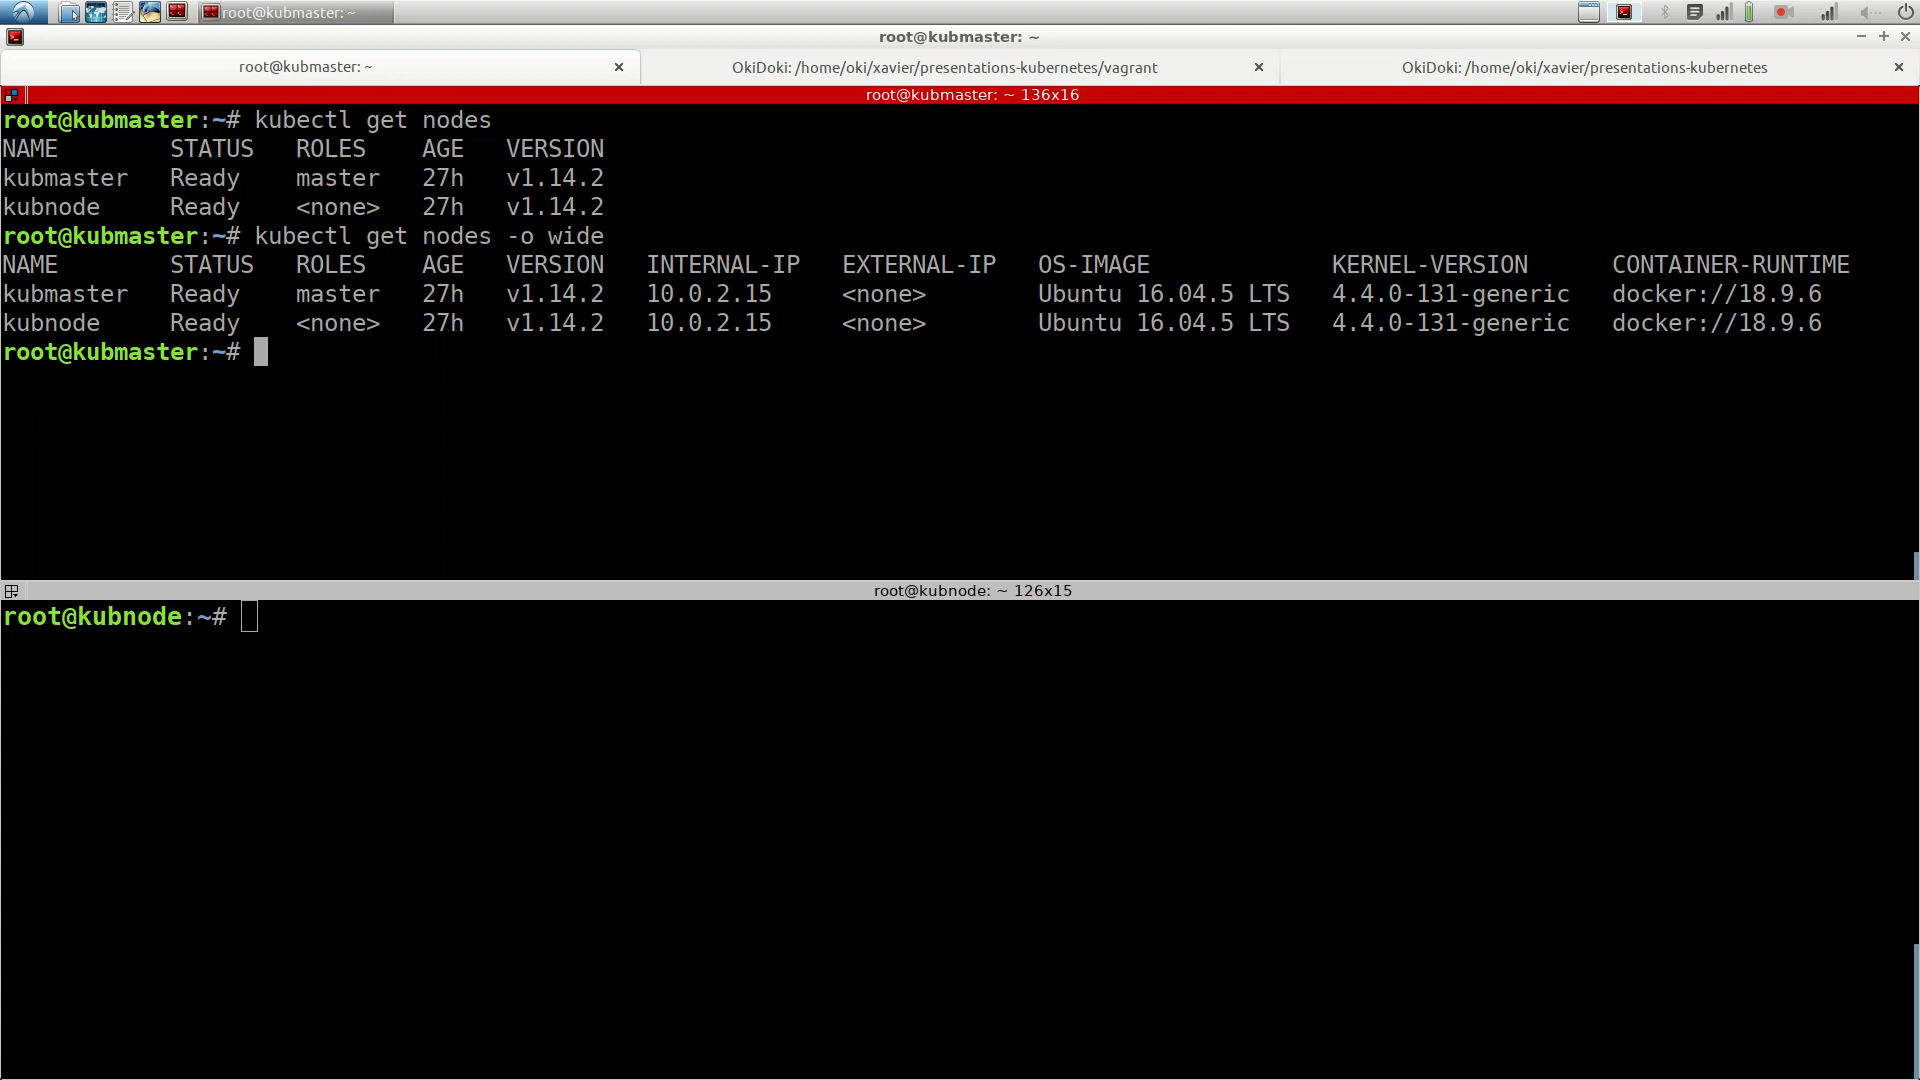 root@kubmaster: ~
root@kubmaster: ~
root@kubmaster: ~
OkiDoki: /home/oki/xavier/presentations-kubernetes/vagrant
OkiDoki: /home/oki/xavier/presentations-kubernetes
root@kubmaster: ~ 136x16
root@kubmaster:~# kubectl get nodes
NAME STATUS ROLES AGE VERSION
kubmaster Ready master 27h v1.14.2
kubnode Ready <none> 27h v1.14.2
root@kubmaster:~# kubectl get nodes -o wide
NAME STATUS ROLES AGE VERSION INTERNAL-IP EXTERNAL-IP OS-IMAGE KERNEL-VERSION CONTAINER-RUNTIME
kubmaster Ready master 27h v1.14.2 10.0.2.15 <none> Ubuntu 16.04.5 LTS 4.4.0-131-generic docker://18.9.6
kubnode Ready <none> 27h v1.14.2 10.0.2.15 <none> Ubuntu 16.04.5 LTS 4.4.0-131-generic docker://18.9.6
root@kubmaster:~#
root@kubnode: ~ 126x15
root@kubnode:~#